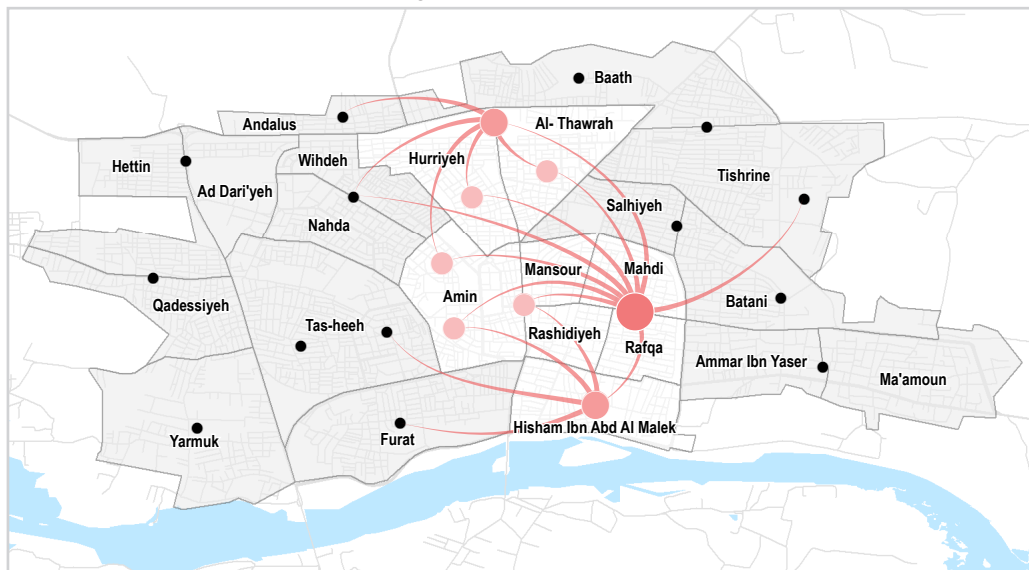 Baath
Andalus
Al- Thawrah
Hettin
Wihdeh
Hurriyeh
Ad Dari'yeh
Tishrine
Salhiyeh
Nahda
Mansour
Mahdi
Qadessiyeh
Amin
Batani
Tas-heeh
Rashidiyeh
Rafqa
Ammar Ibn Yaser
Ma'amoun
Yarmuk
Furat
Hisham Ibn Abd Al Malek